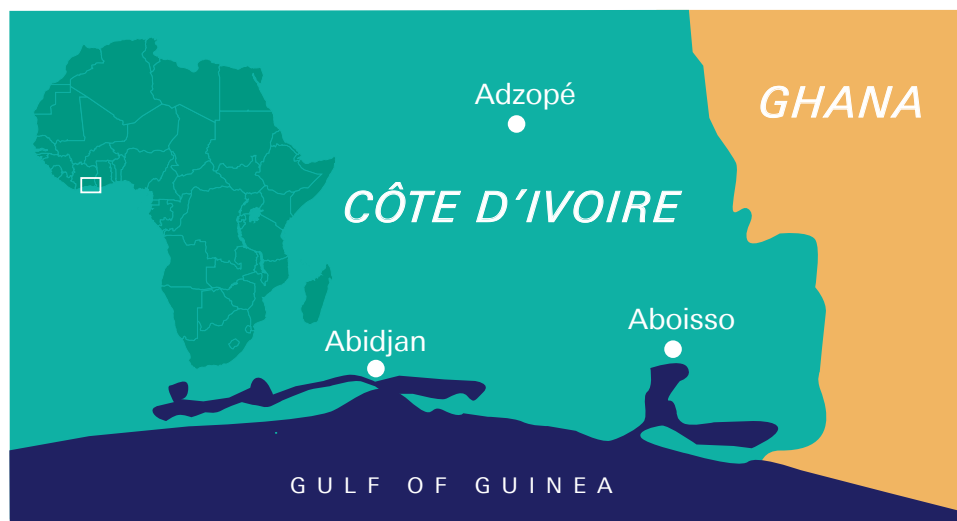 Adzopé
GHANA
CÔTE D’IVOIRE
Aboisso
Abidjan
GULF OF GUINEA